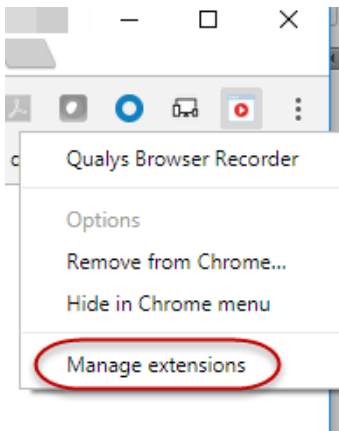 Qualys Browser Recorder
Options
Remove from Chrome...
Hide in Chrome menu
Manage extensions